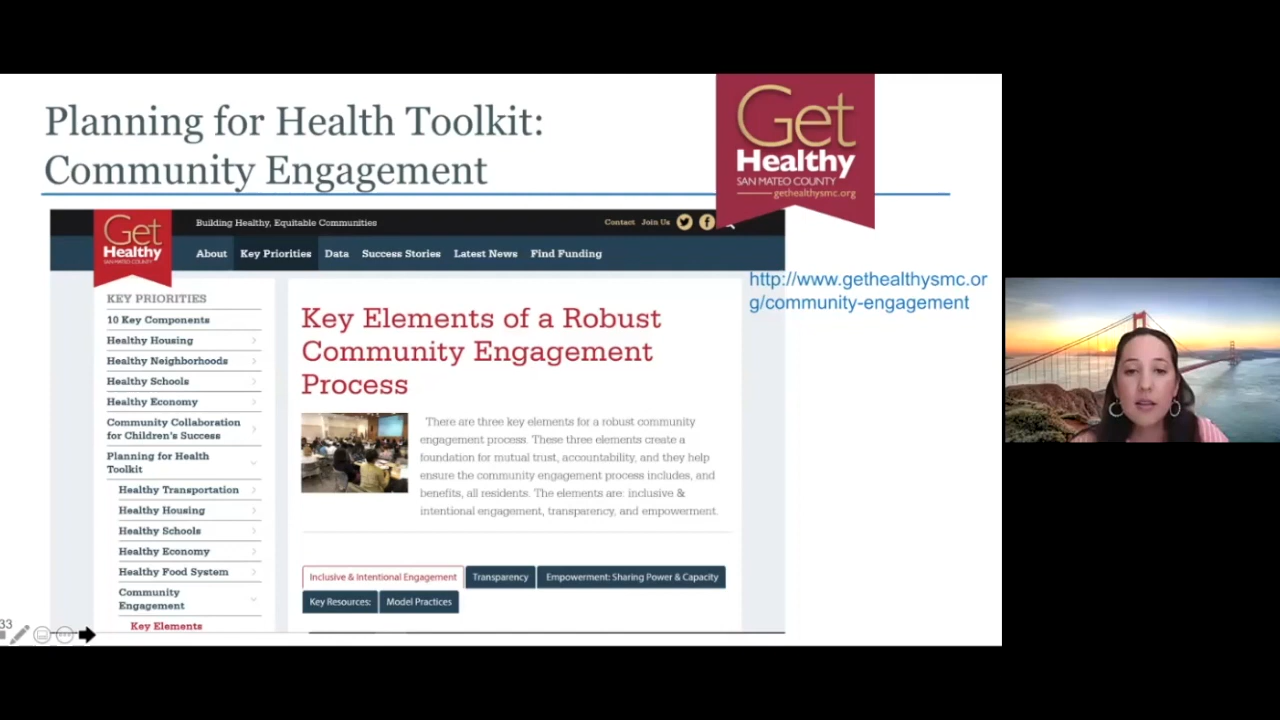 Planning for Health Toolkit:
Community Engagement
Get
Healthy
SAN MATEO COUNTY
gethealthysmc.org
Get
Healthy
SAN MATEO COUNTY
Building Healthy, Equitable Communities
Contact Join Us
About Key Priorities Data Success Stories Latest News Find Funding
http://www.gethealthysmc.or
g/community-engagement
KEY PRIORITIES
10 Key Components
Healthy Housing
Healthy Neighborhoods
Healthy Schools
Healthy Economy
Community Collaboration
for Children's Success
Planning for Health
Toolkit
Healthy Transportation
Healthy Housing
Healthy Schools
Healthy Economy
Healthy Food System
Community
Engagement
Key Elements
Key Elements of a Robust
Community Engagement
Process
There are three key elements for a robust community
engagement process. These three elements create a
foundation for mutual trust, accountability, and they help
ensure the community engagement process includes, and
benefits, all residents. The elements are: inclusive &
intentional engagement, transparency, and empowerment.
Inclusive & Intentional Engagement Transparency Empowerment: Sharing Power & Capacity
Key Resources: Model Practices
33